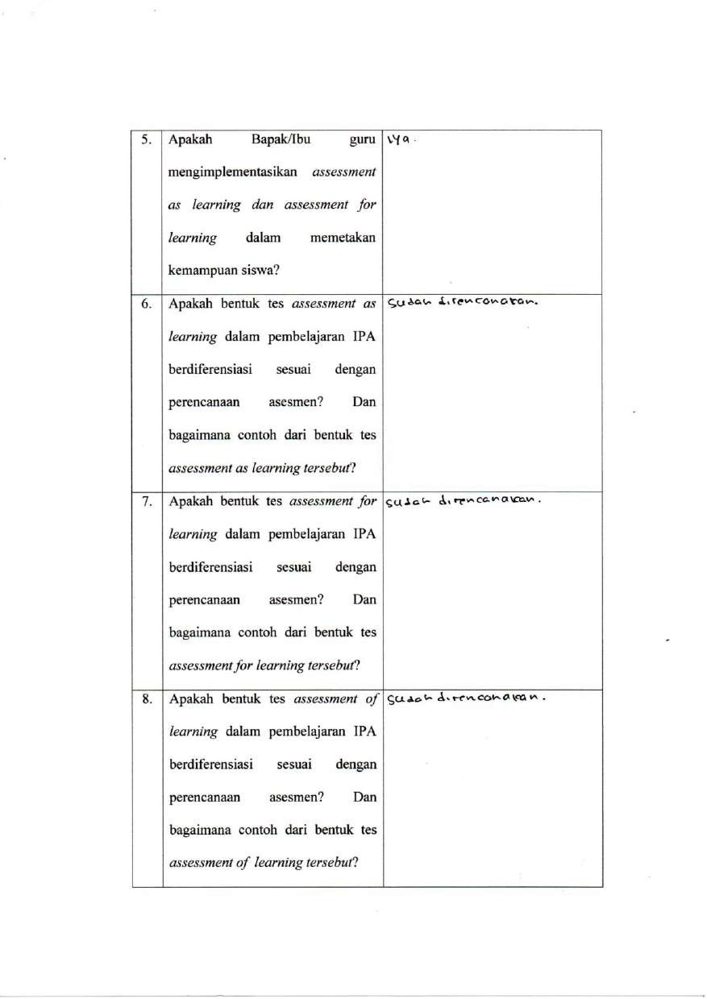 5. Apakah Bapak/Ibu guru iya.
mengimplementasikan assessment
as learning dan assessment for
learning dalam memetakan
kemampuan siswa?
6. Apakah bentuk tes assessment as sudah direncanakan.
learning dalam pembelajaran IPA
berdiferensiasi sesuai dengan
perencanaan asesmen? Dan
bagaimana contoh dari bentuk tes
assessment as learning tersebut?
7. Apakah bentuk tes assessment for sudah direncanakan.
learning dalam pembelajaran IPA
berdiferensiasi sesuai dengan
perencanaan asesmen? Dan
bagaimana contoh dari bentuk tes
assessment for learning tersebut?
8. Apakah bentuk tes assessment of sudah direncanakan.
learning dalam pembelajaran IPA
berdiferensiasi sesuai dengan
perencanaan asesmen? Dan
bagaimana contoh dari bentuk tes
assessment of learning tersebut?